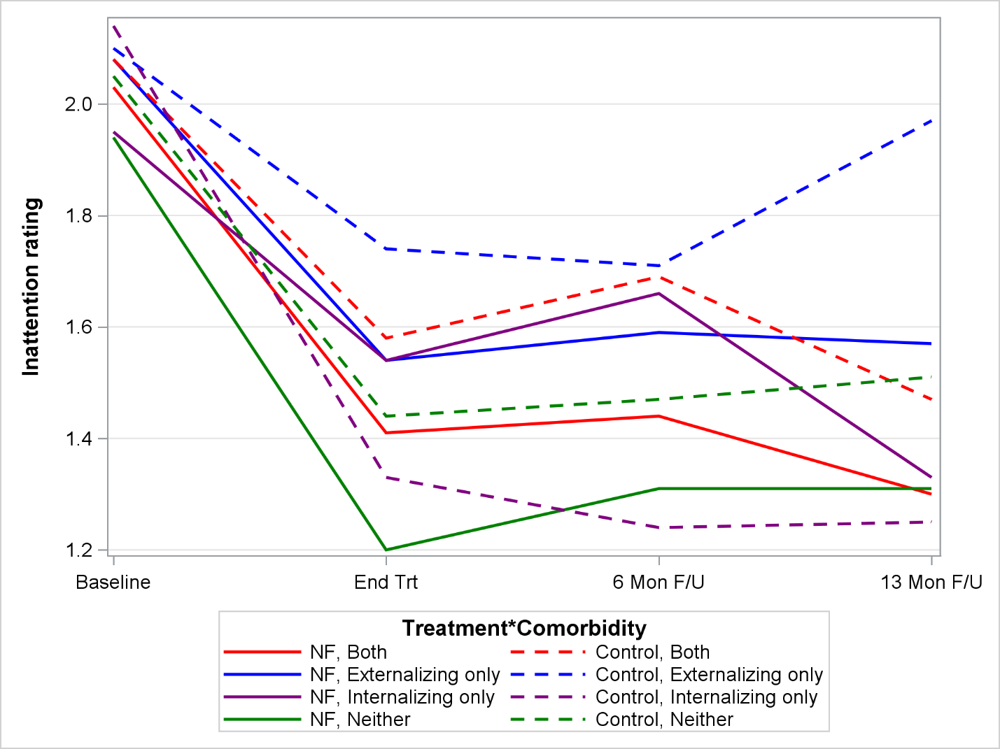 Inattention rating
2.0
1.8
1.6
1.4
1.2
Baseline End Trt 6 Mon F/U 13 Mon F/U
Treatment*Comorbidity
NF, Both Control, Both
NF, Externalizing only Control, Externalizing only
NF, Internalizing only Control, Internalizing only
NF, Neither Control, Neither